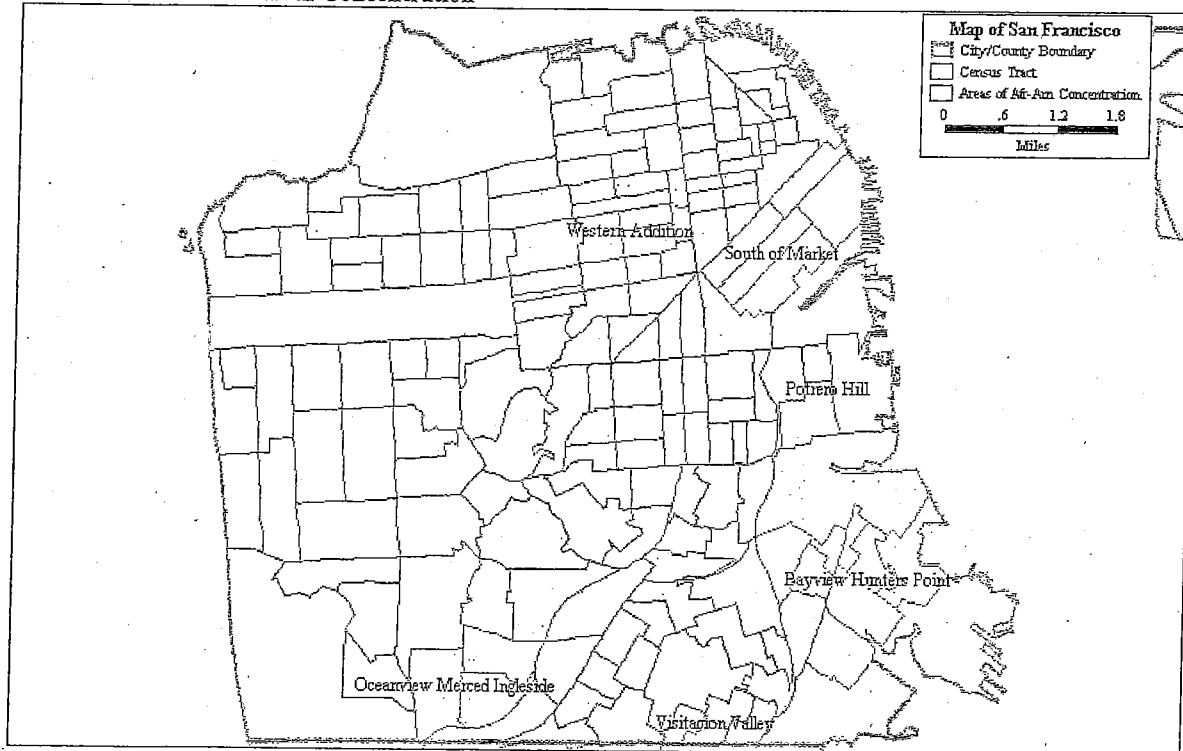 Concentration
Map of San Francisco
City/County Boundary
Census Tract
Areas of Afr-Am Concentration
0 .6 1.2 1.8
Miles
Western Addition
South of Market
Potrero Hill
Bayview Hunters Point
Oceanview Merced Ingleside
Visitacion Valley